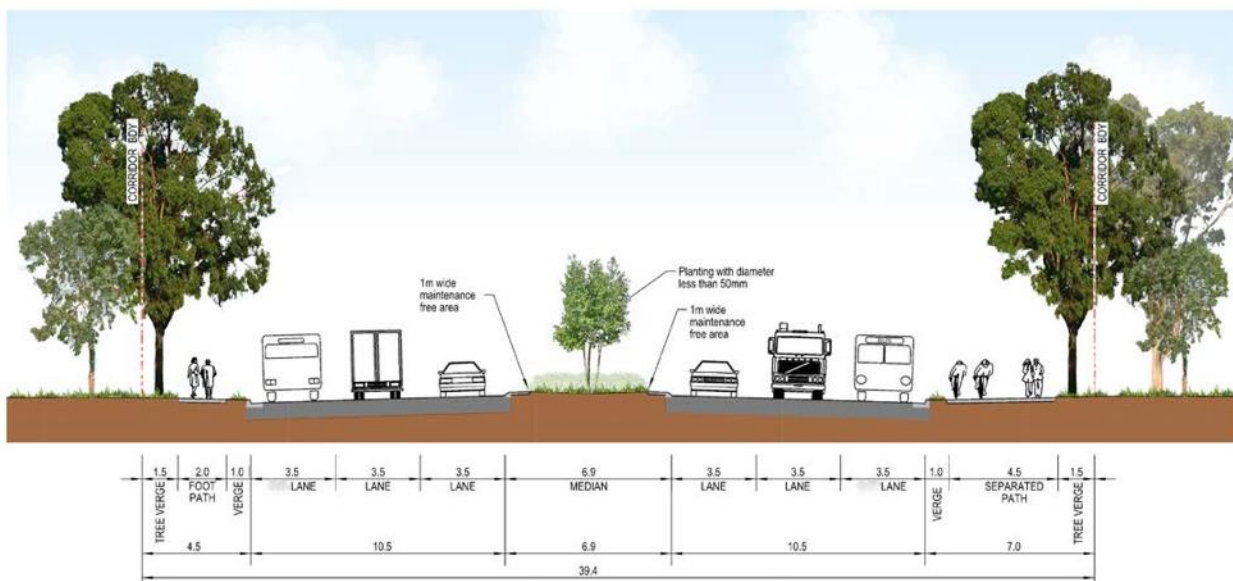 CORRIDOR BDY
CORRIDOR BDY
Planting with diameter
less than 50mm
1m wide
maintenance
free area
1m wide
maintenance
free area
1.5 2.0 1.0 3.5 3.5 3.5 6.9 3.5 3.5 3.5 1.0 4.5 1.5
TREE VERGE
FOOT
PATH
VERGE
LANE
LANE
LANE
MEDIAN
LANE
LANE
LANE
VERGE
SEPARATED
PATH
TREE VERGE
4.5 10.5 6.9 10.5 7.0
39.4